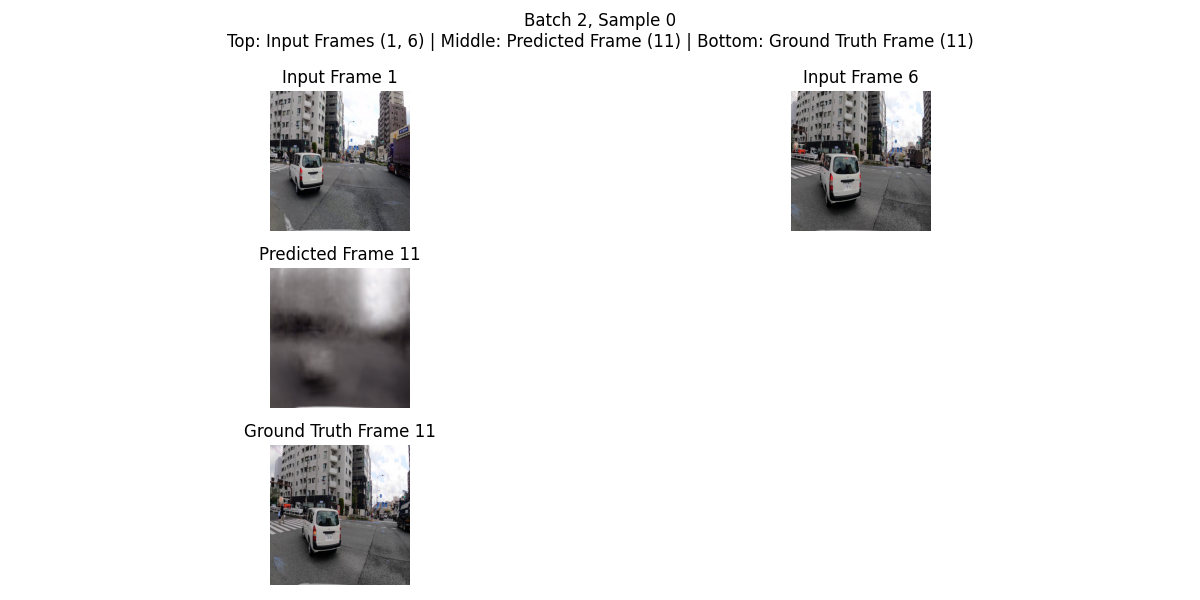 Batch 2, Sample 0
Top: Input Frames (1, 6) | Middle: Predicted Frame (11) | Bottom: Ground Truth Frame (11)
Input Frame 1
Input Frame 6
Predicted Frame 11
Ground Truth Frame 11